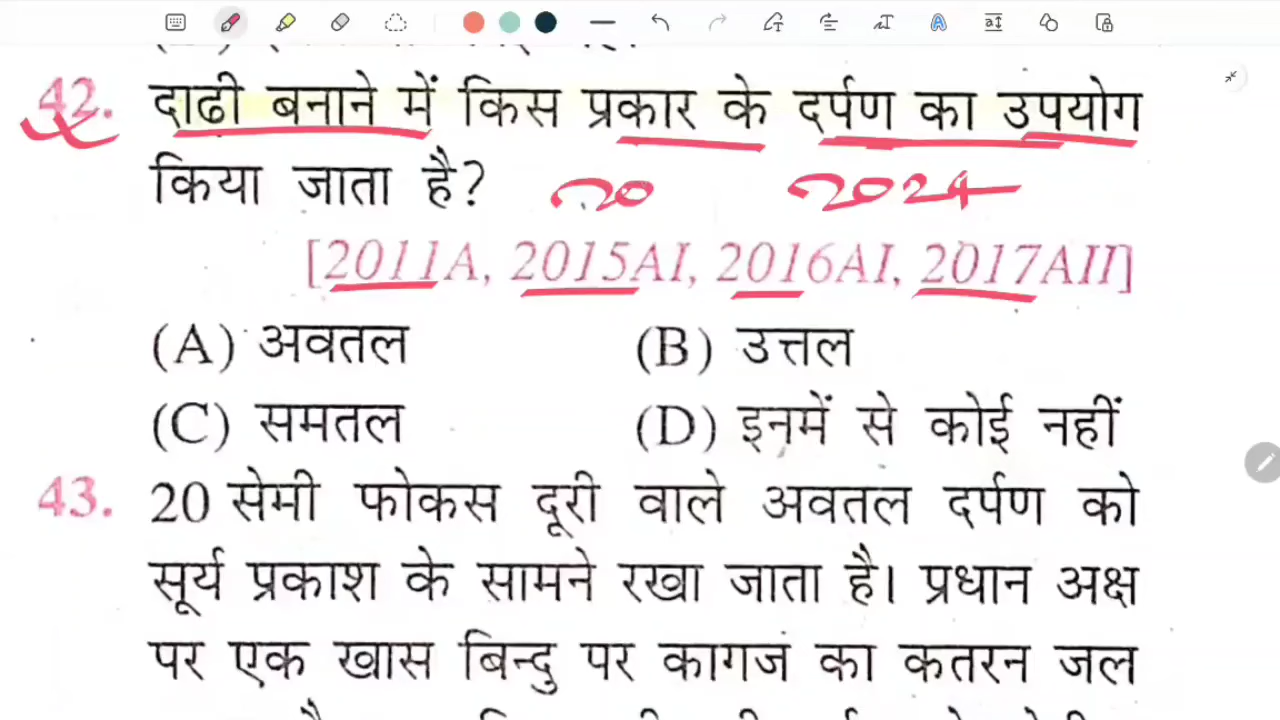 42. दाढी बनाने में किस प्रकार के दर्पण का उपयोग
किया जाता है? 20 2024
[2011A, 2015AI, 2016AI, 2017AII]
(A) अवतल (B) उत्तल
(C) समतल (D) इनमें से कोई नहीं
43. 20 सेमी फोकस दूरी वाले अवतल दर्पण को
सूर्य प्रकाश के सामने रखा जाता है। प्रधान अक्ष
पर एक खास बिन्दु पर कागज का कतरन जल